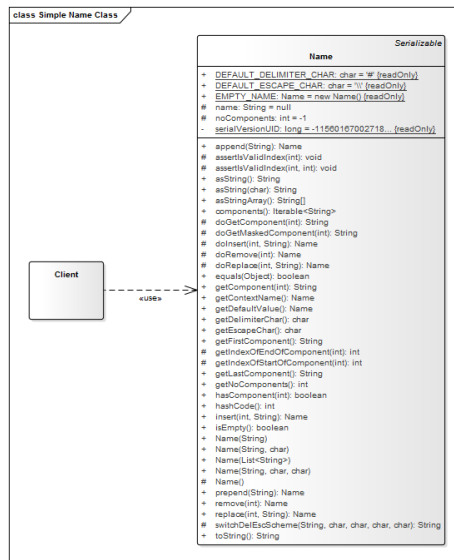 class Simple Name Class
Serializable
Name
+ DEFAULT_DELIMITER_CHAR: char = '#' {readOnly}
+ DEFAULT_ESCAPE_CHAR: char = '\\' {readOnly}
+ EMPTY_NAME: Name = new Name() {readOnly}
# name: String = null
# noComponents: int = -1
- serialVersionUID: long = -11560167002718... {readOnly}
+ append(String): Name
# assertIsValidIndex(int): void
# assertIsValidIndex(int, int): void
+ asString(): String
+ asString(char): String
+ asStringArray(): String[]
+ components(): Iterable<String>
# doGetComponent(int): String
# doGetMaskedComponent(int): String
# doInsert(int, String): Name
# doRemove(int): Name
# doReplace(int, String): Name
+ equals(Object): boolean
+ getComponent(int): String
+ getContextName(): Name
+ getDefaultValue(): Name
+ getDelimiterChar(): char
+ getEscapeChar(): char
+ getFirstComponent(): String
# getIndexOfEndOfComponent(int): int
# getIndexOfStartOfComponent(int): int
+ getLastComponent(): String
+ getNoComponents(): int
+ hasComponent(int): boolean
+ hashCode(): int
+ insert(int, String): Name
+ isEmpty(): boolean
+ Name(String)
+ Name(String, char)
+ Name(List<String>)
+ Name(String, char, char)
# Name()
+ prepend(String): Name
+ remove(int): Name
+ replace(int, String): Name
# switchDelEscScheme(String, char, char, char, char): String
+ toString(): String
Client
«use»